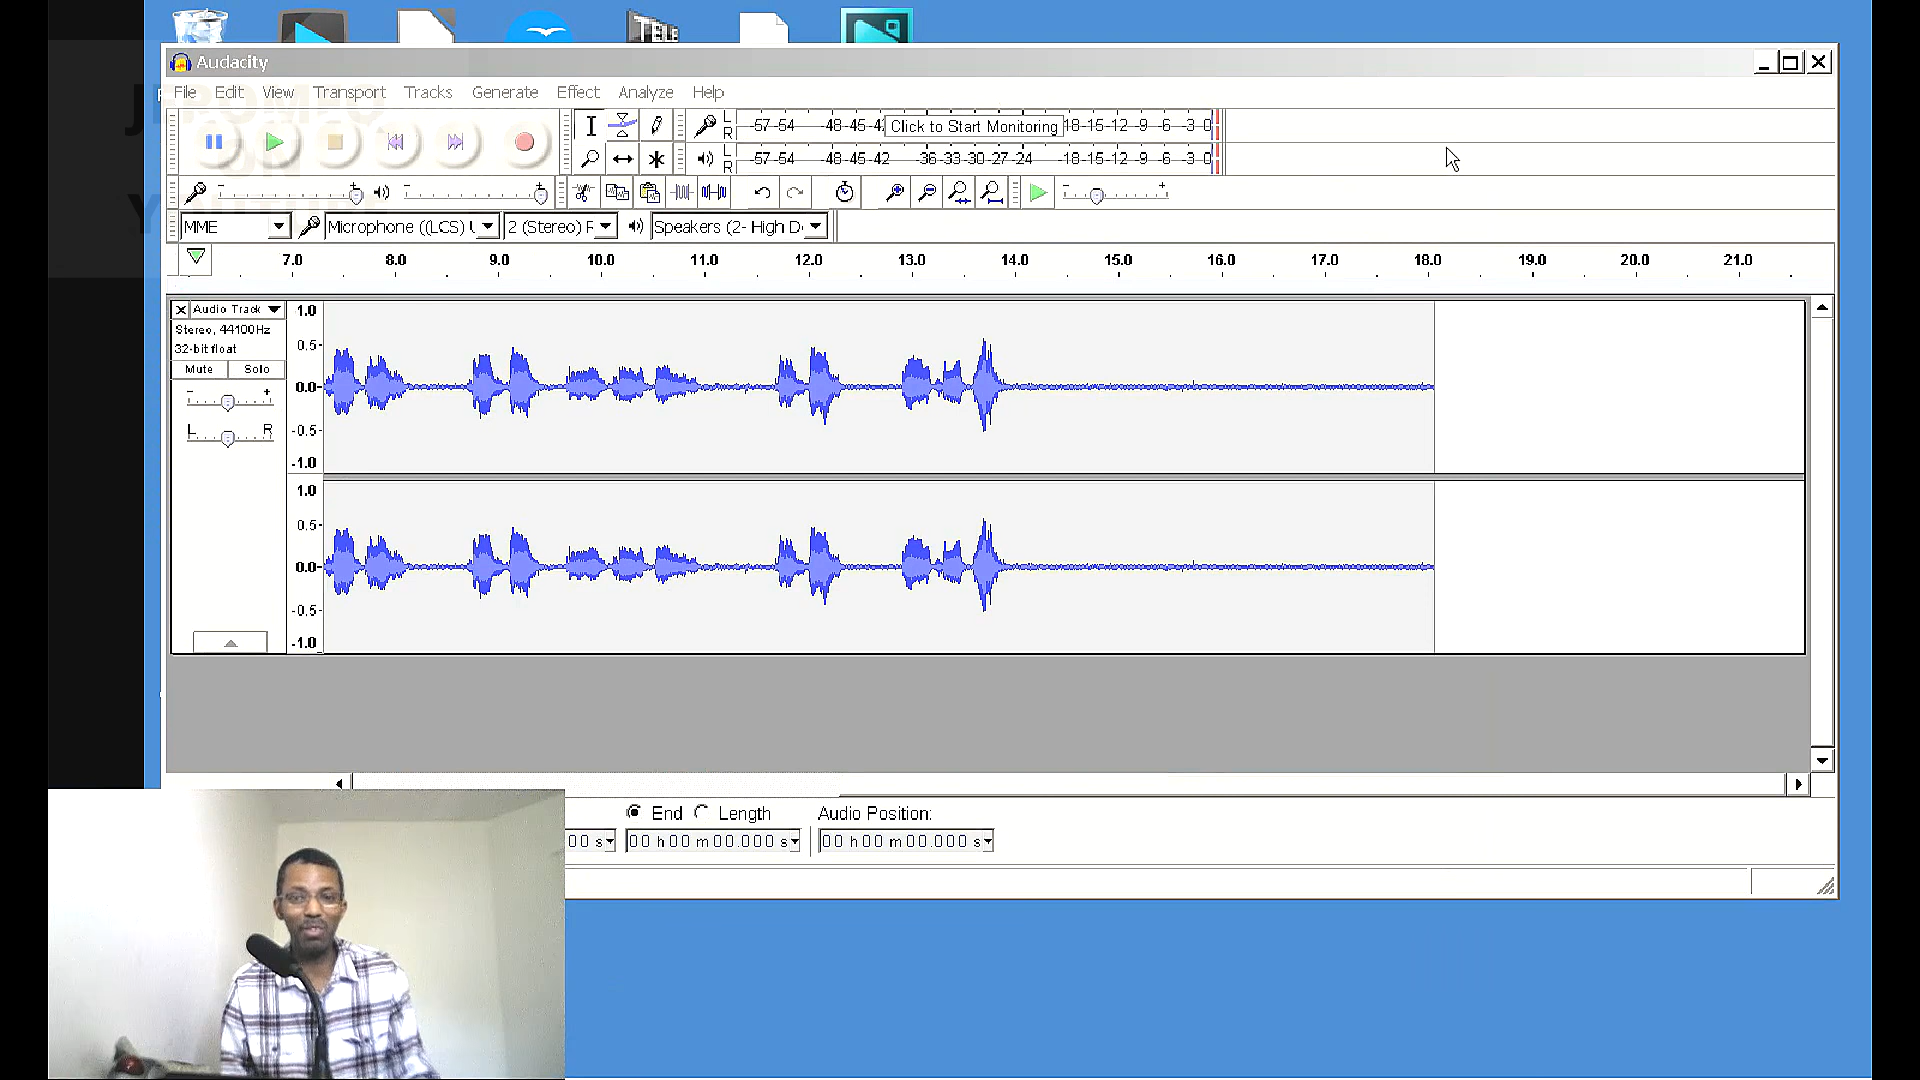 TELE
Audacity
File Edit View Transport Tracks Generate Effect Analyze Help
L
R
-57-54 -48-45-42 Click to Start Monitoring 18-15-12 -9 -6 -3 0
L
R
-57-54 -48-45-42 -36-33-30-27-24 -18-15-12 -9 -6 -3 0
MME Microphone ((LCS) 2 (Stereo) Speakers (2- High
7.0 8.0 9.0 10.0 11.0 12.0 13.0 14.0 15.0 16.0 17.0 18.0 19.0 20.0 21.0
Audio Track
Stereo, 44100Hz
32-bit float
Mute Solo
- +
L R
1.0
0.5
0.0
-0.5
-1.0
1.0
0.5
0.0
-0.5
-1.0
End Length Audio Position:
00 s 00 h 00 m 00.000 s 00 h 00 m 00.000 s